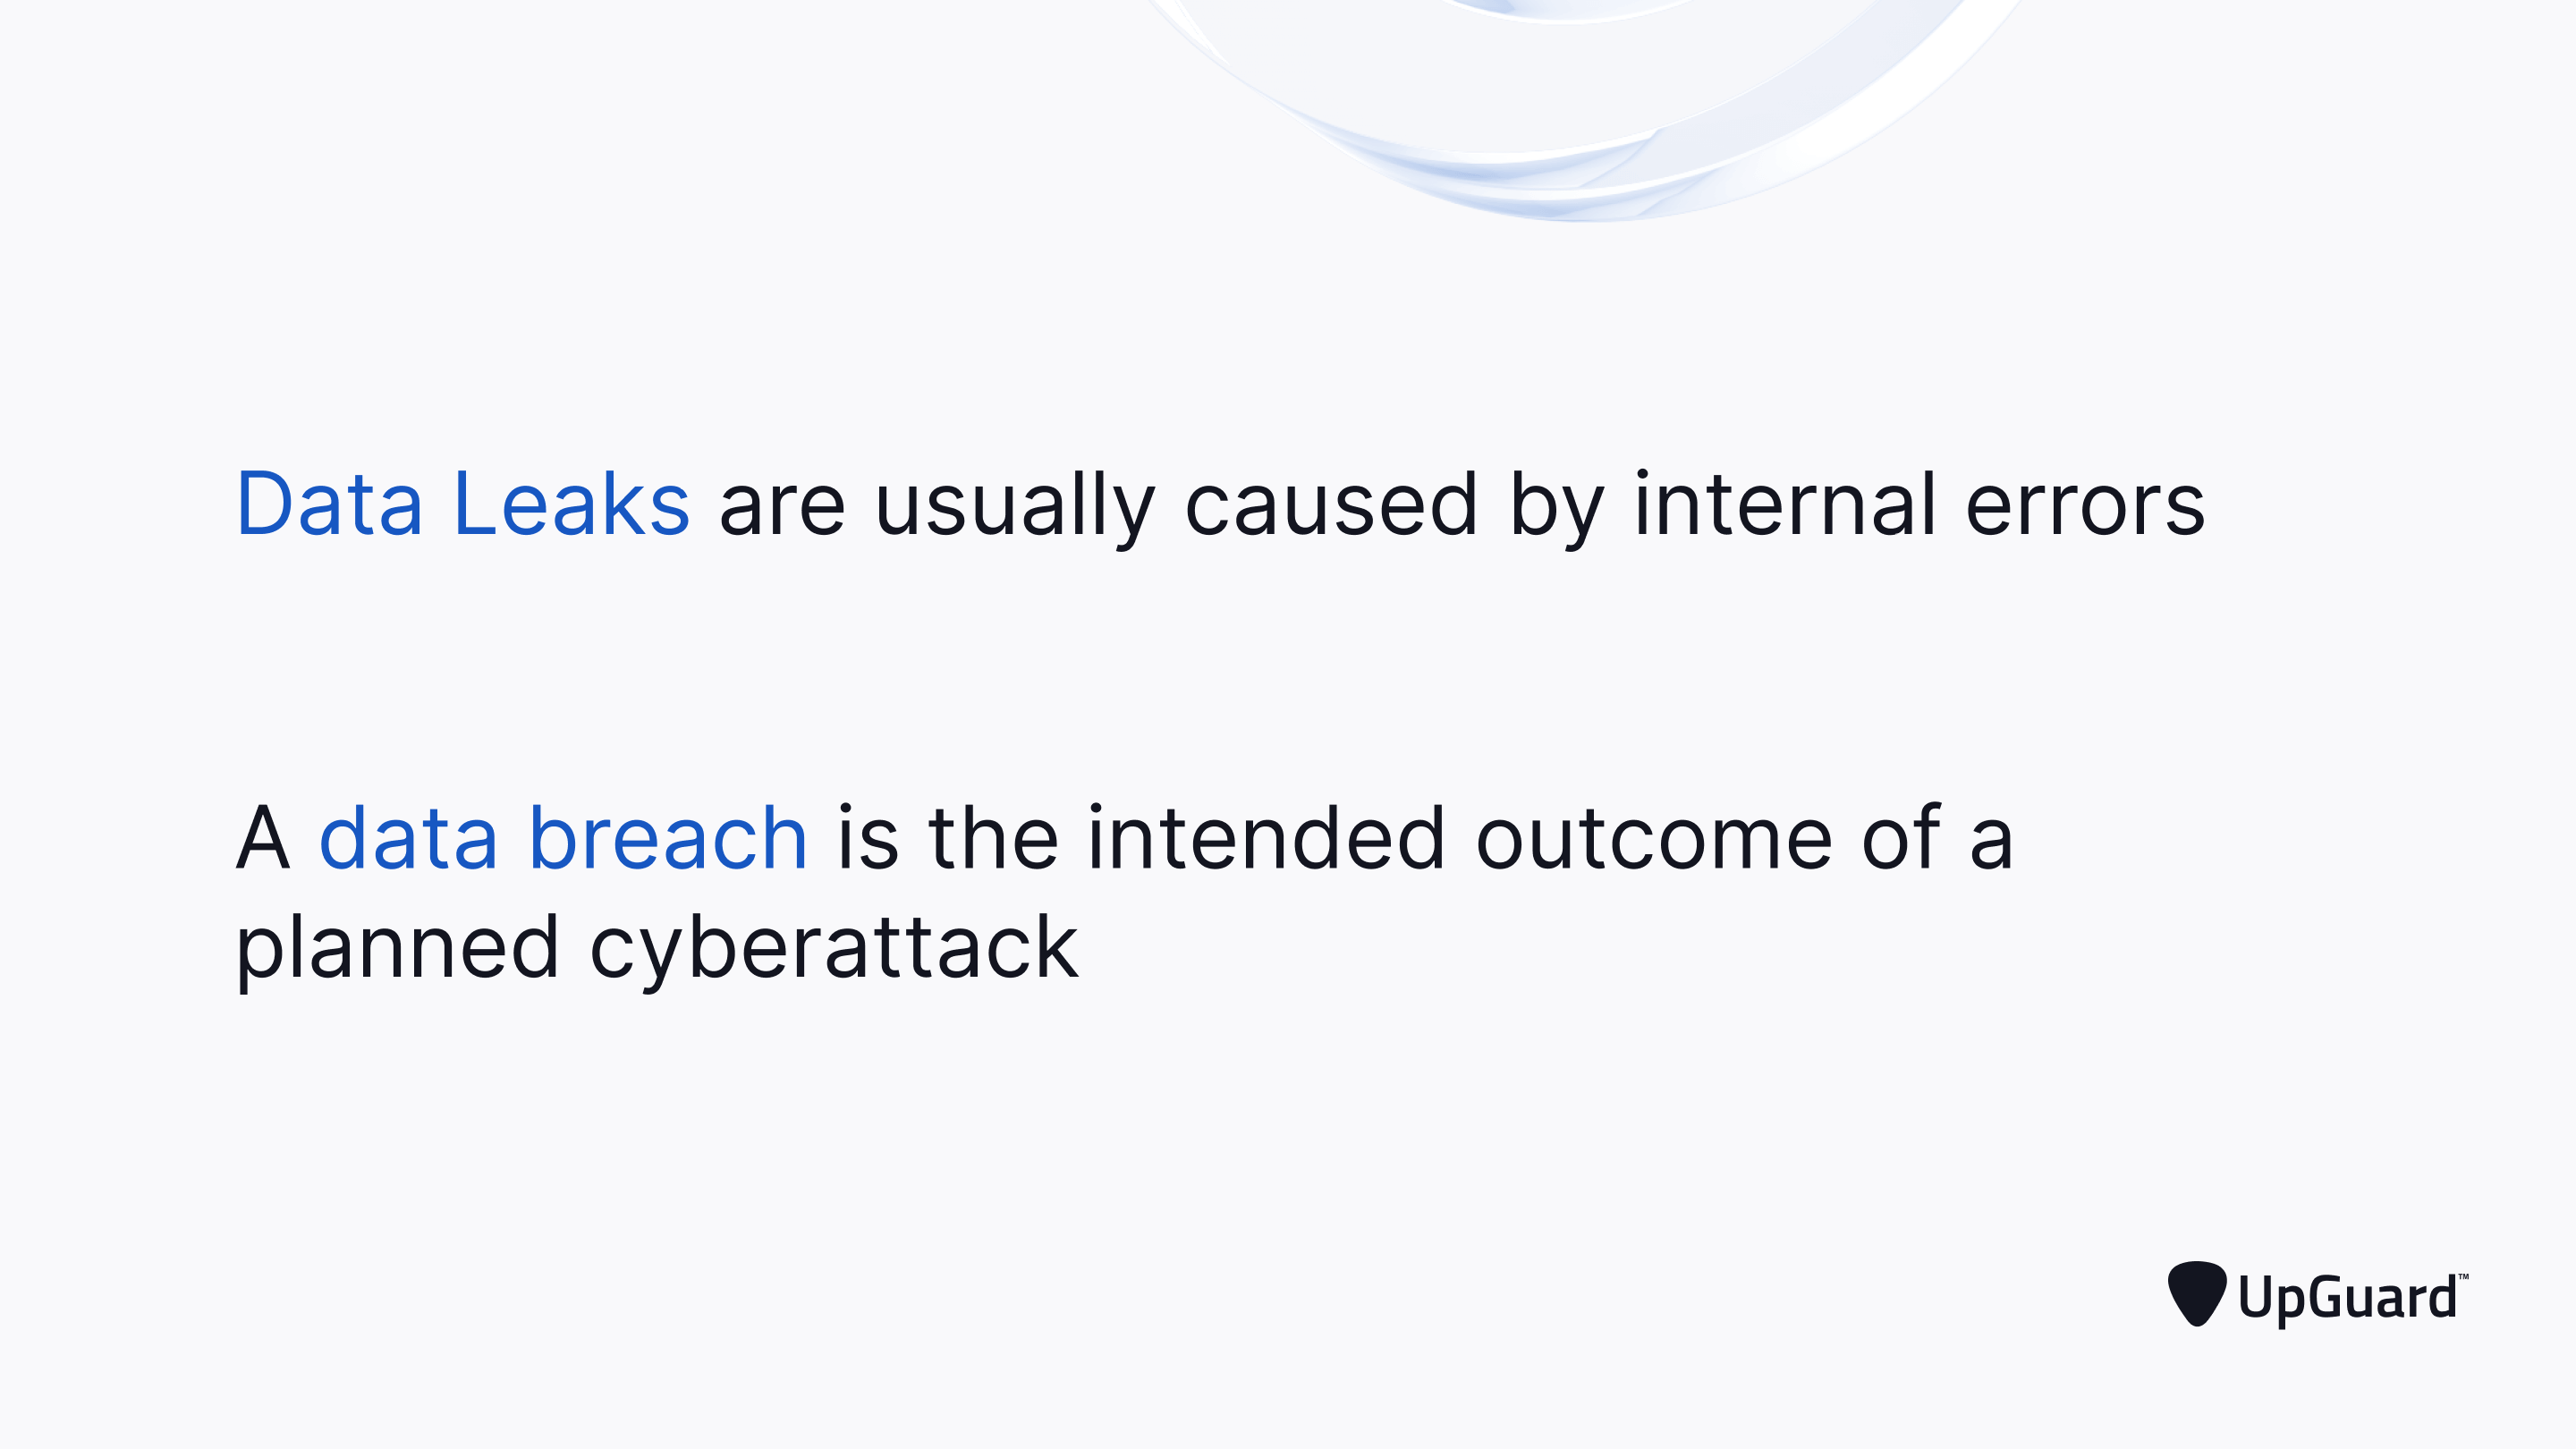 Data Leaks are usually caused by internal errors
A data breach is the intended outcome of a
planned cyberattack
UpGuard™